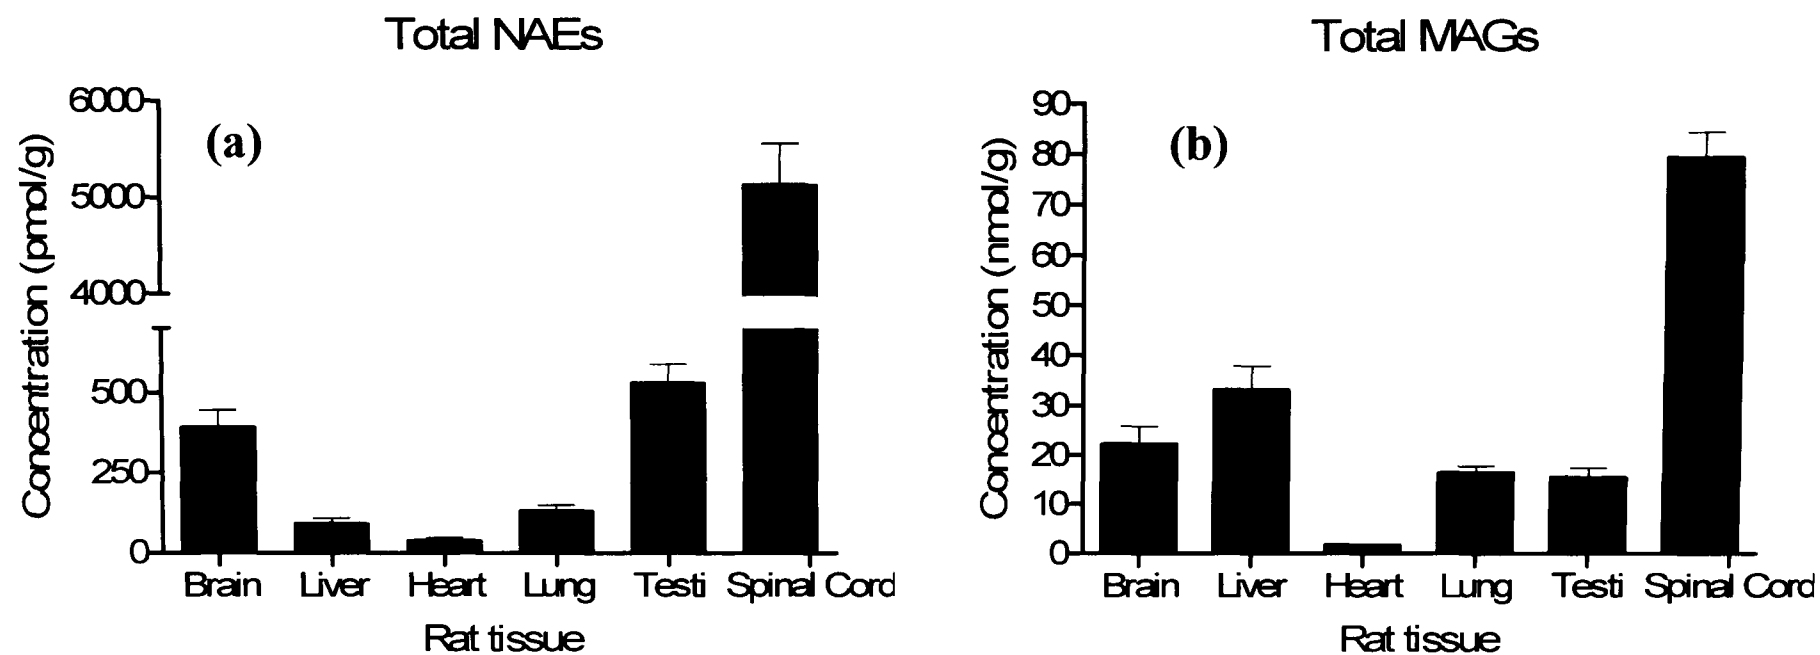 Total NAEs
(a)
Concentration (pmol/g)
6000
5000
4000
500
250
0
Brain Liver Heart Lung Testi Spinal Cord
Rat tissue
Total MAGs
(b)
Concentration (nmol/g)
90
80
70
60
50
40
30
20
10
0
Brain Liver Heart Lung Testi Spinal Cord
Rat tissue